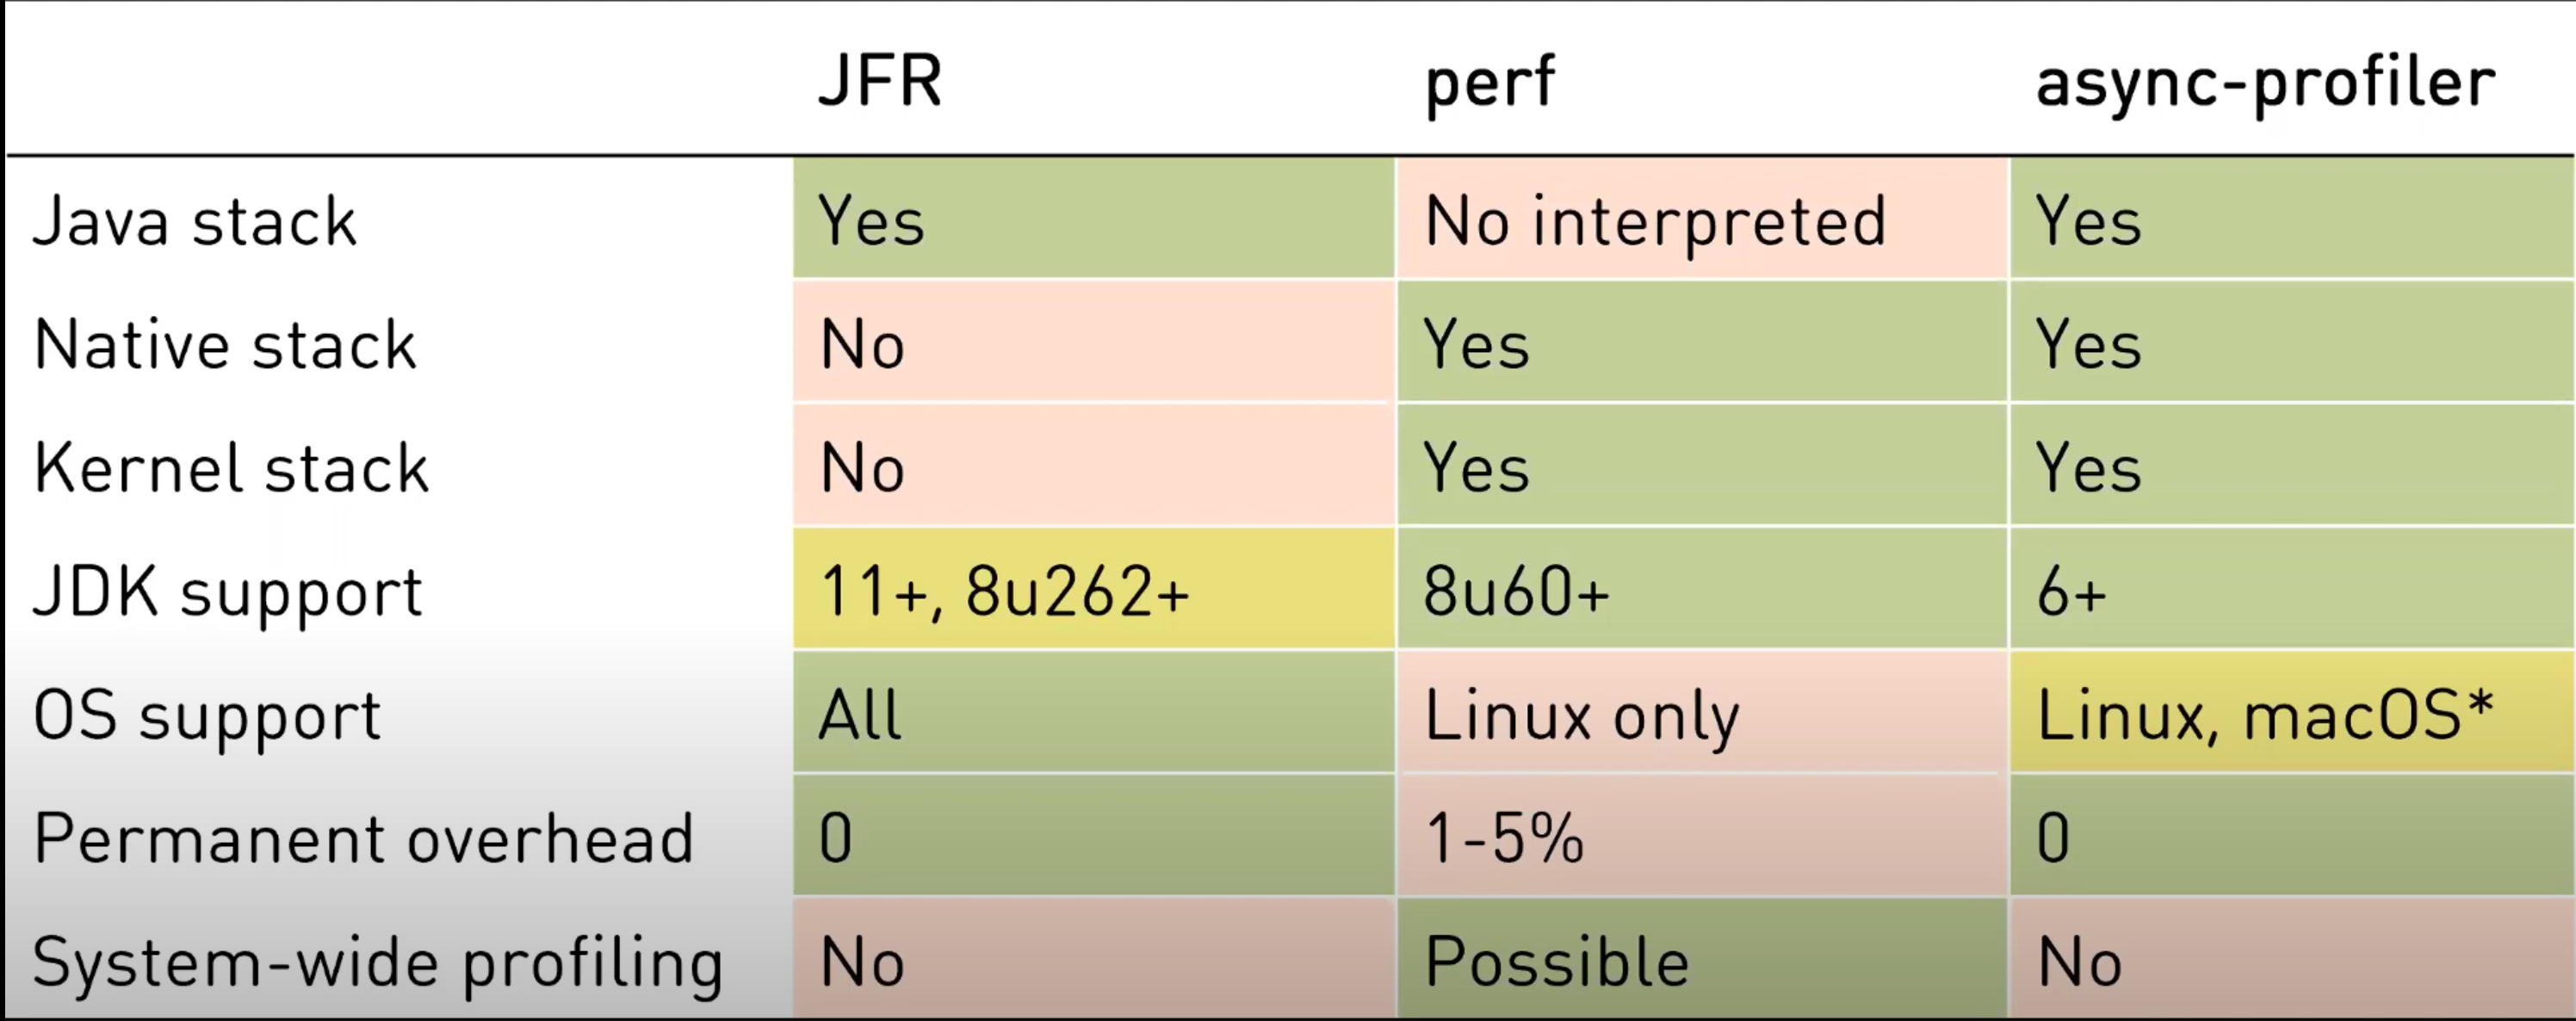 JFR perf async-profiler
Java stack Yes No interpreted Yes
Native stack No Yes Yes
Kernel stack No Yes Yes
JDK support 11+, 8u262+ 8u60+ 6+
OS support All Linux only Linux, macOS*
Permanent overhead 0 1-5% 0
System-wide profiling No Possible No